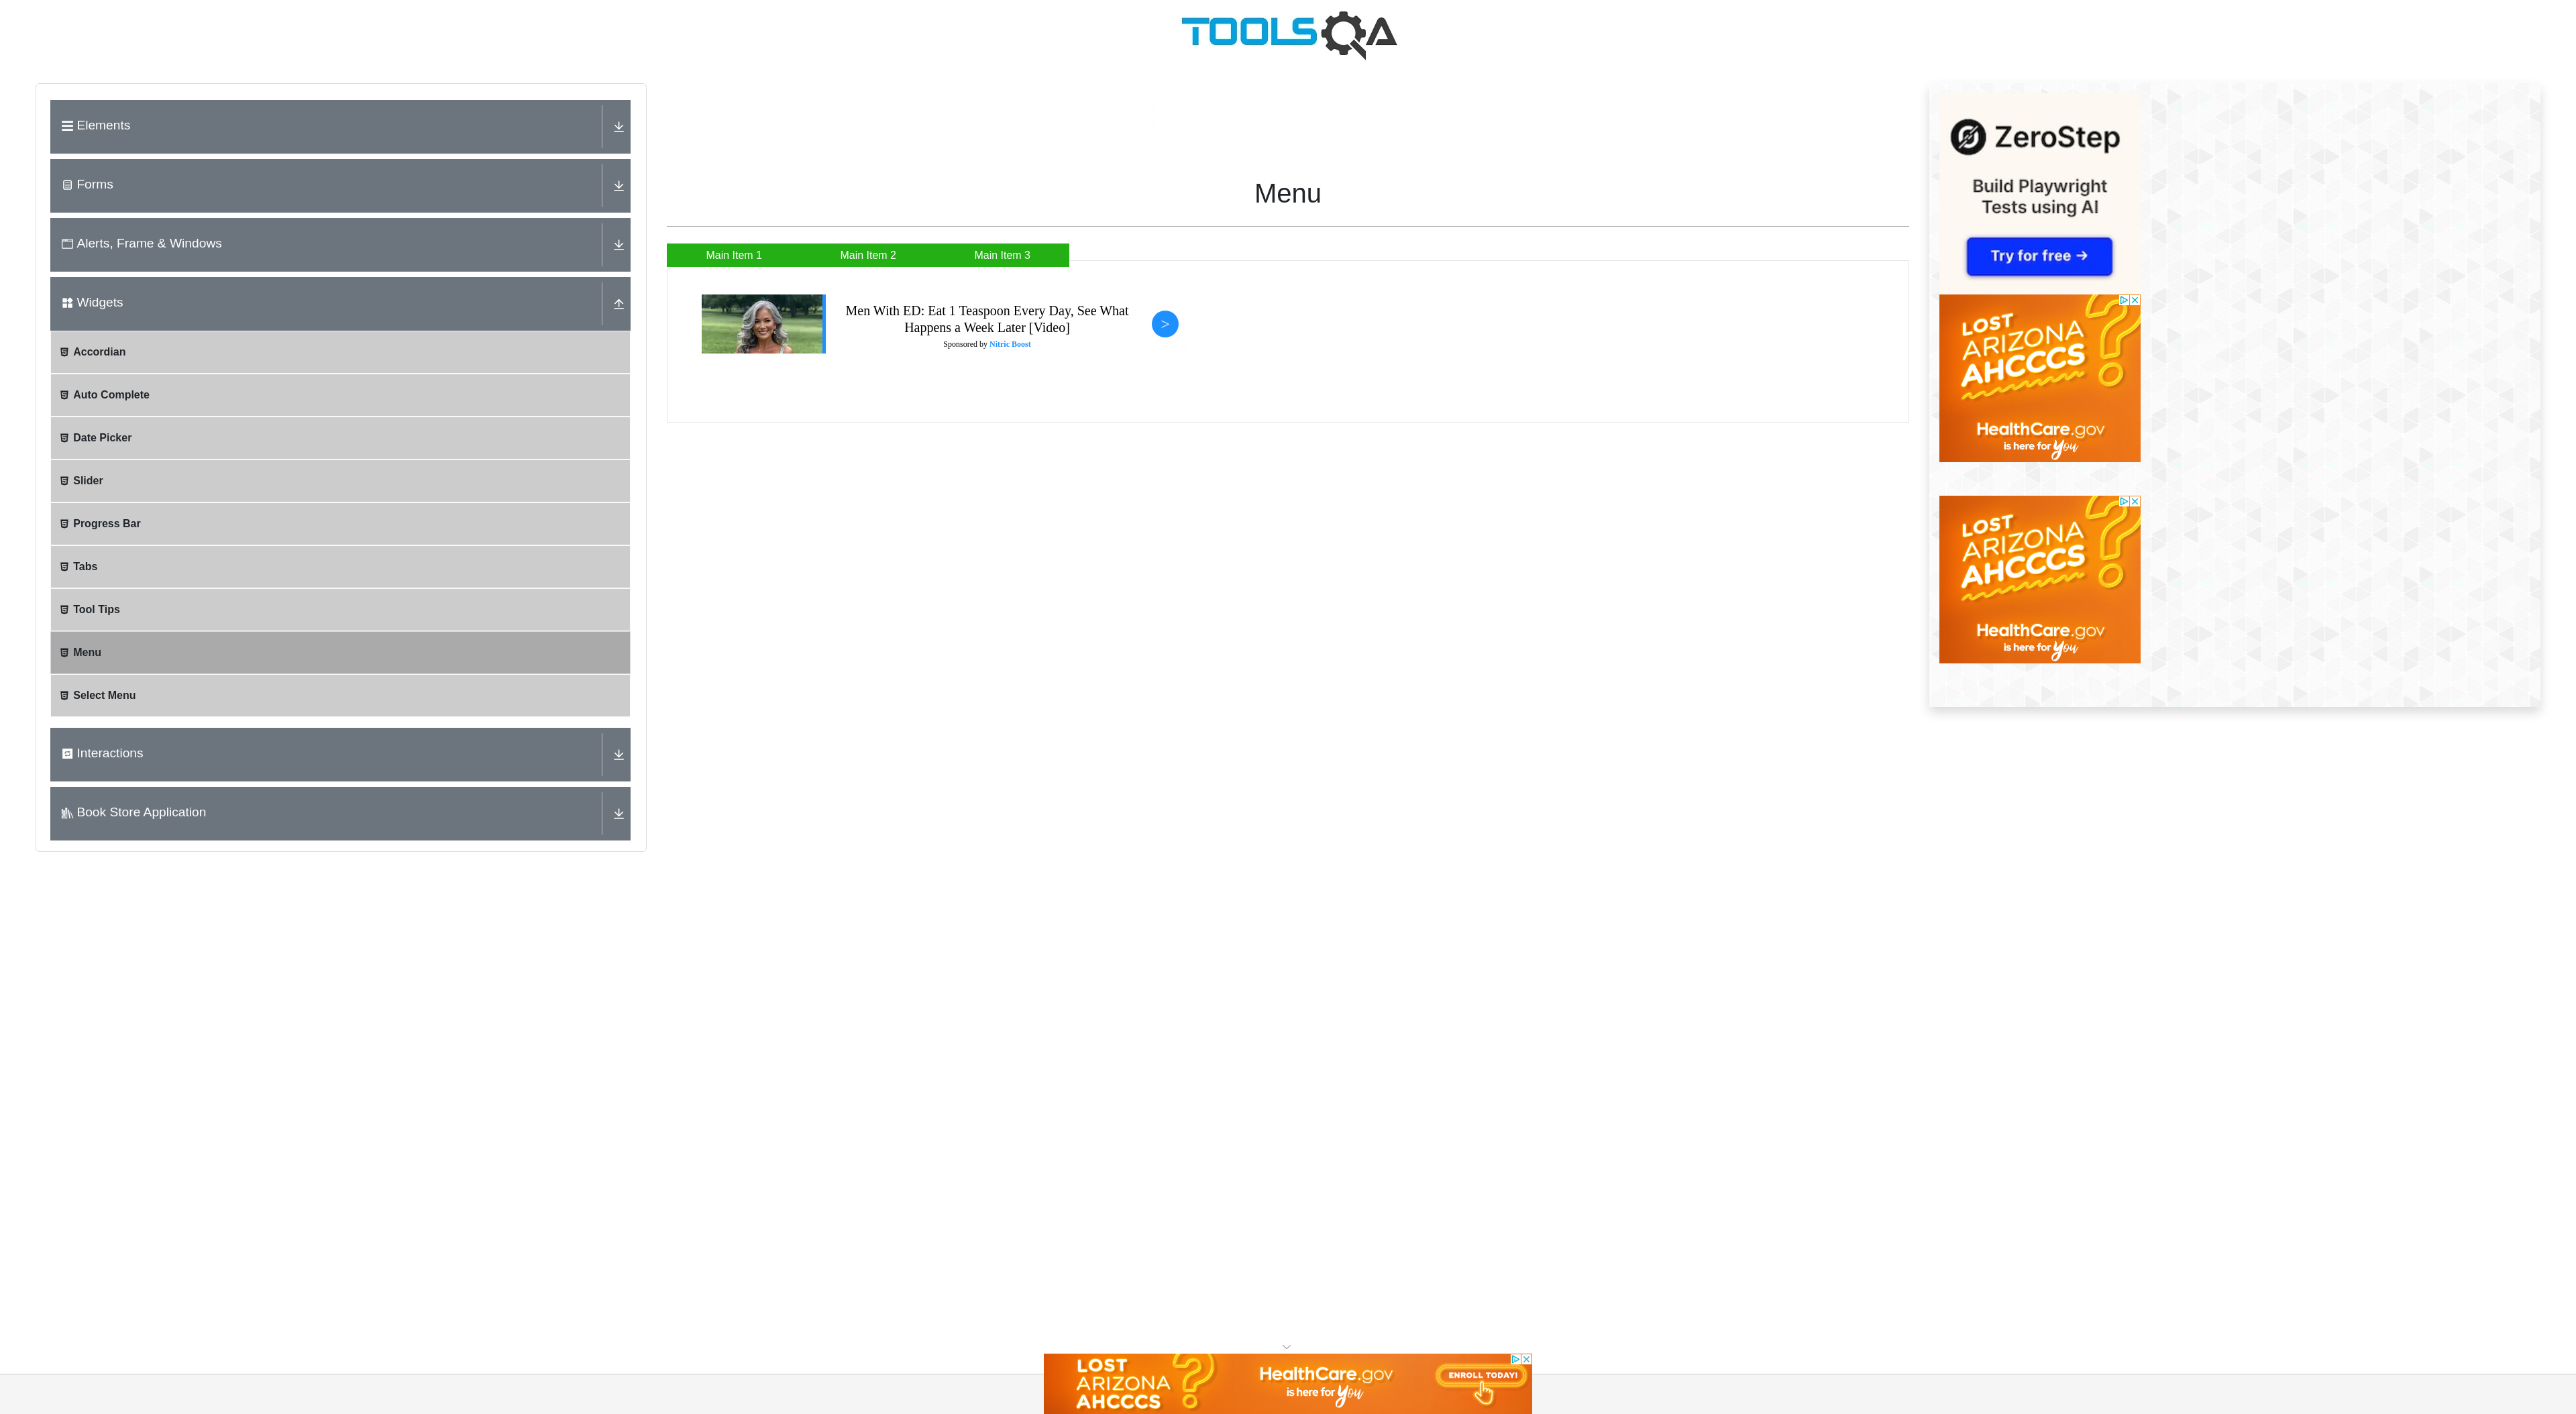 TOOLSQA
Elements
Forms
Alerts, Frame & Windows
Widgets
Accordian
Auto Complete
Date Picker
Slider
Progress Bar
Tabs
Tool Tips
Menu
Select Menu
Interactions
Book Store Application
Menu
Main Item 1
Main Item 2
Main Item 3
Men With ED: Eat 1 Teaspoon Every Day, See What
Happens a Week Later [Video]
Sponsored by Nitric Boost
>
ZeroStep
Build Playwright
Tests using AI
Try for free →
LOST
ARIZONA
AHCCCS
?
HealthCare.gov
is here for you
LOST
ARIZONA
AHCCCS
?
HealthCare.gov
is here for you
LOST
ARIZONA
AHCCCS
?
HealthCare.gov
is here for you
ENROLL TODAY!